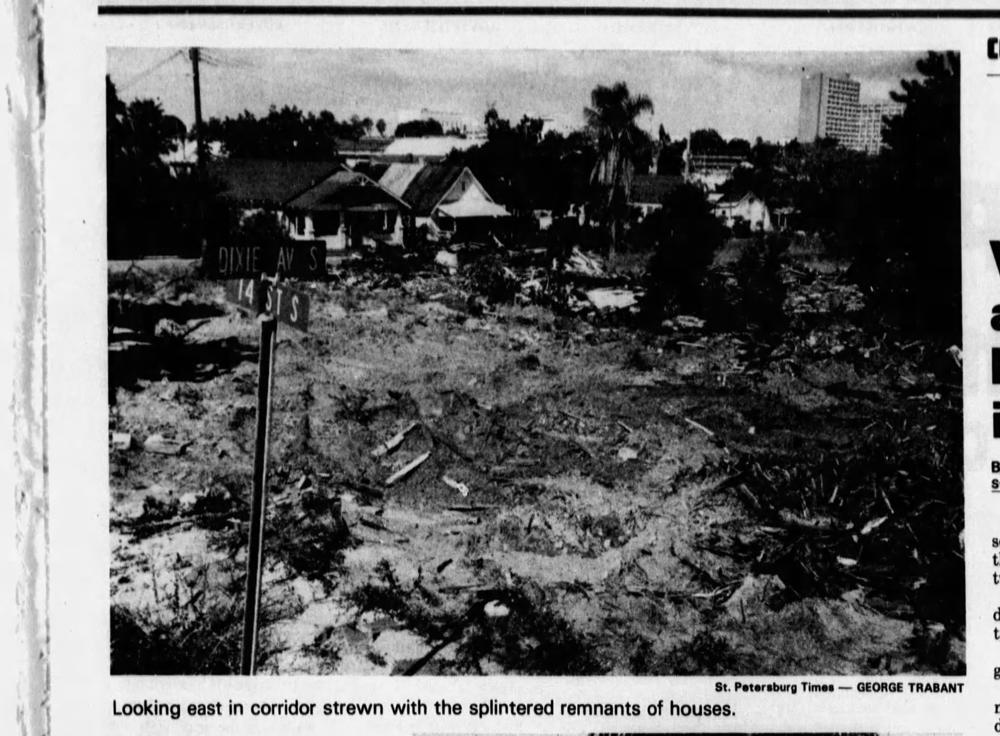 DIXIE AV S
14 ST S
St. Petersburg Times — GEORGE TRABANT
Looking east in corridor strewn with the splintered remnants of houses.